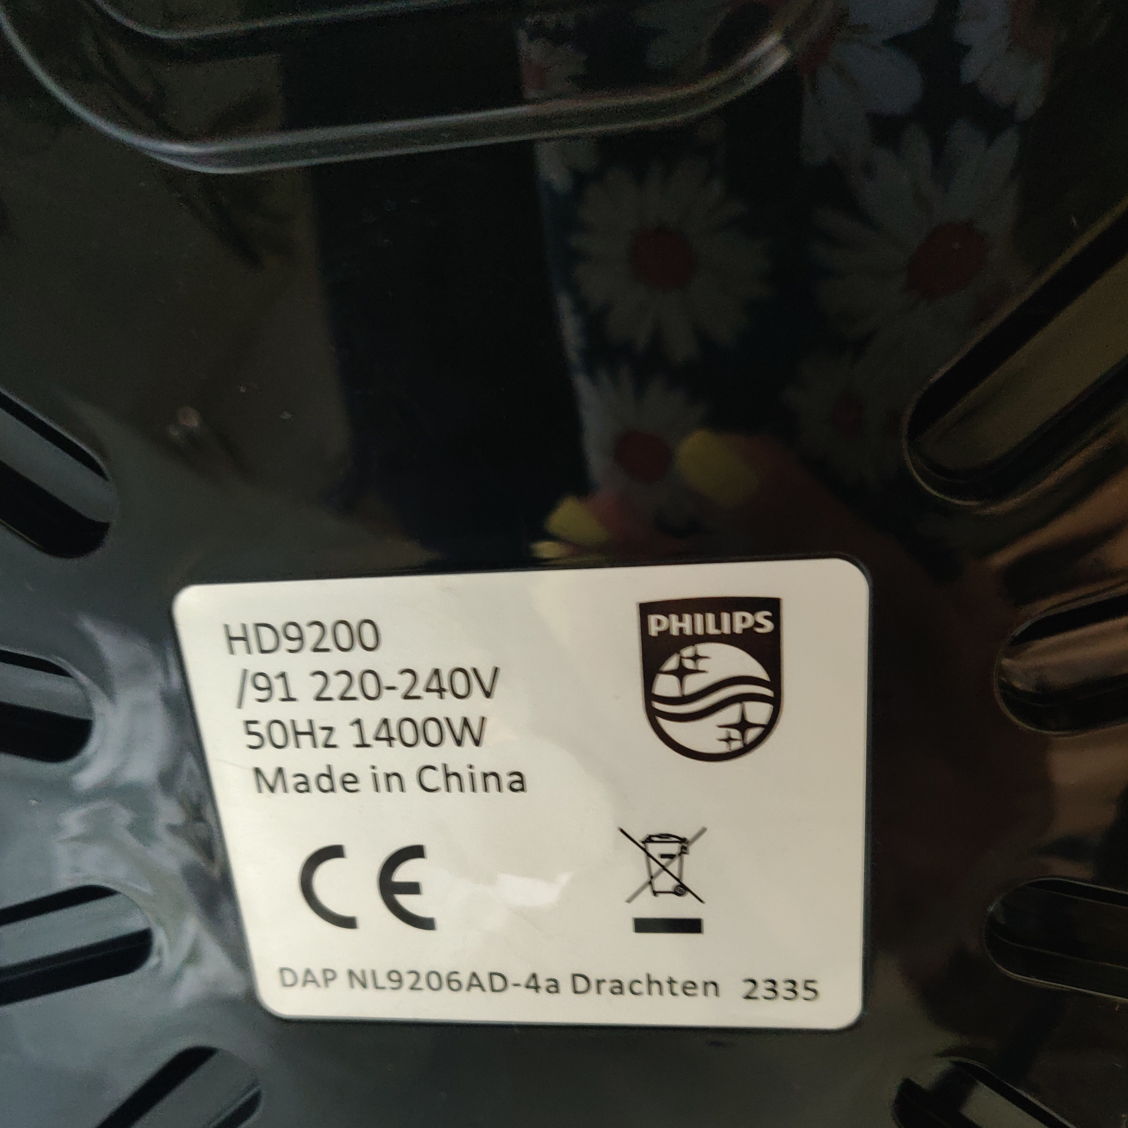 HD9200
/91 220-240V
50Hz 1400W
Made in China
PHILIPS
CE
DAP NL9206AD-4a Drachten 2335